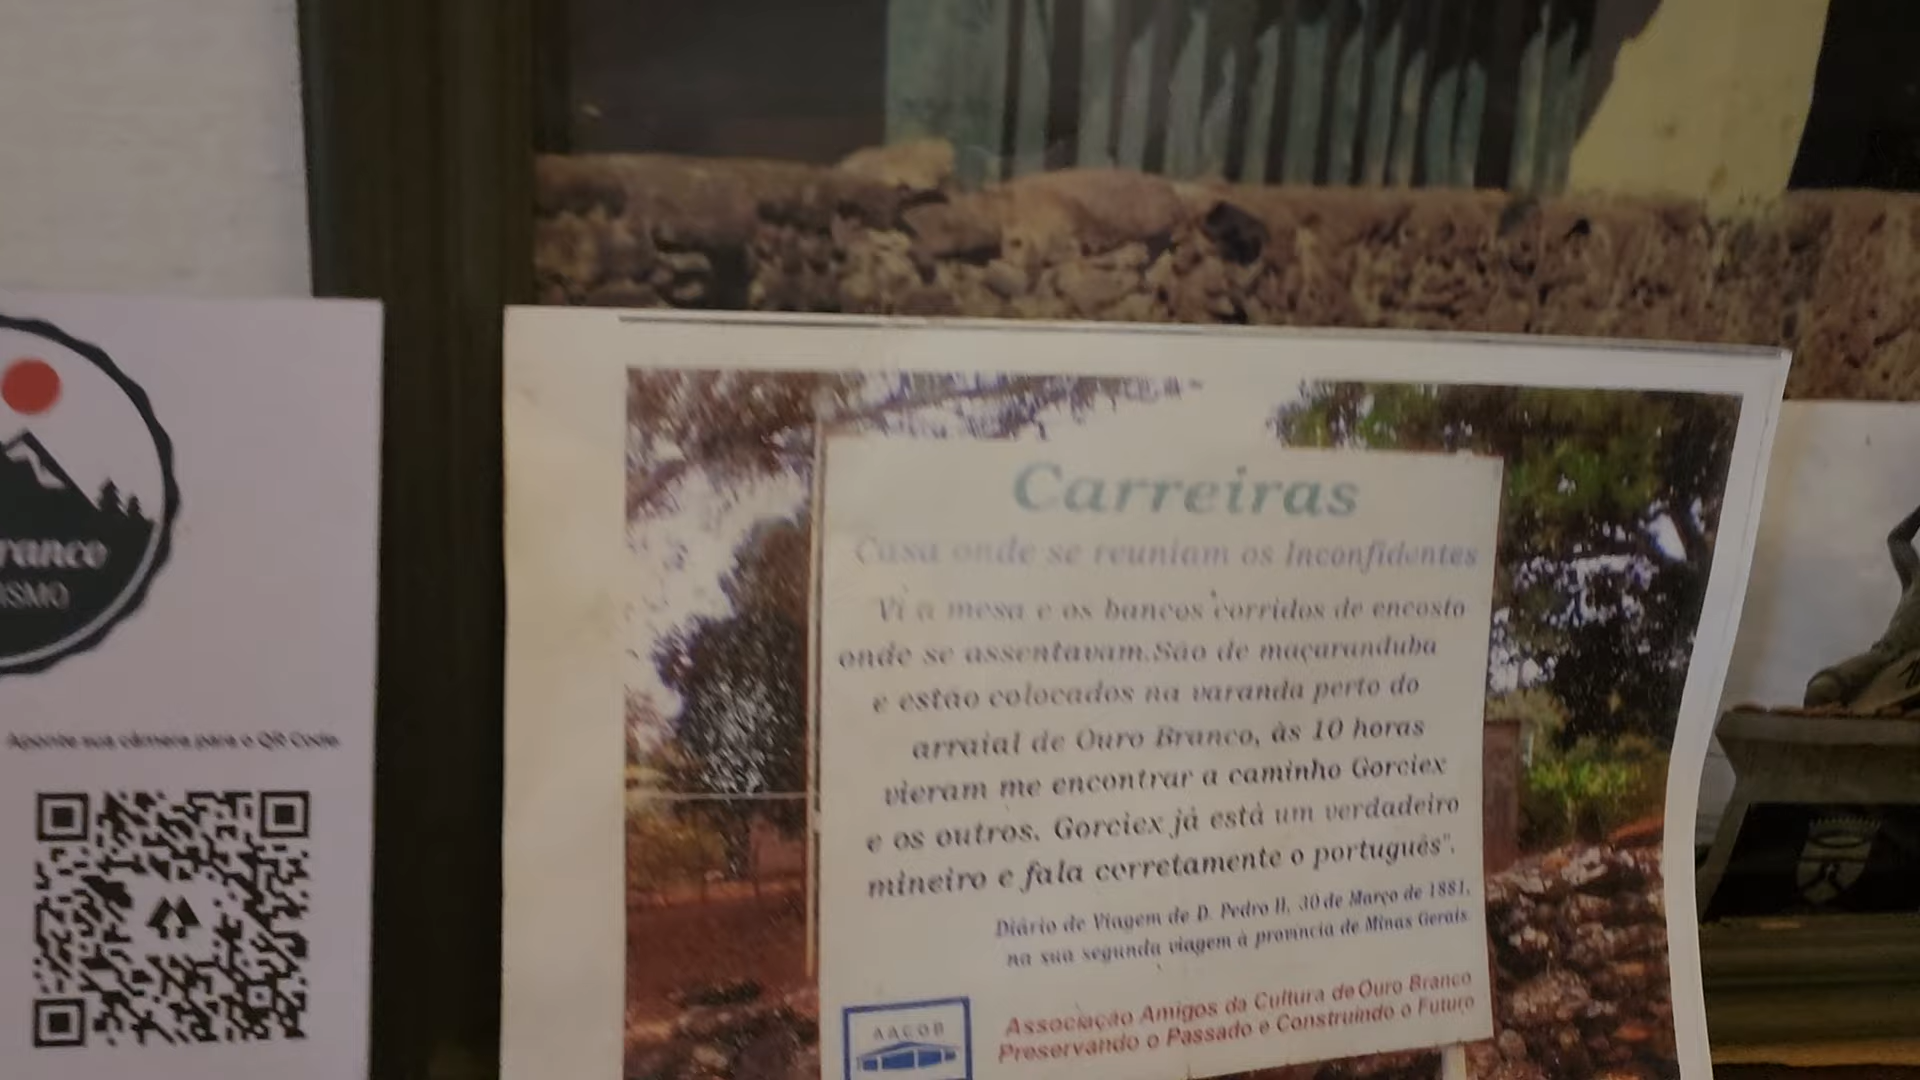 ranco
ISMO
Aponte sua câmera para o QR Code.
Carreiras
Casa onde se reuniam os Inconfidentes
Vi a mesa e os bancos corridos de encosto
onde se assentavam.São de maçaranduba
e estão colocados na varanda perto do
arraial de Ouro Branco, às 10 horas
vieram me encontrar a caminho Gorciex
e os outros. Gorciex já está um verdadeiro
mineiro e fala corretamente o português".
Diário de Viagem de D. Pedro II, 30 de Março de 1881,
na sua segunda viagem à província de Minas Gerais.
AACOB
Associação Amigos da Cultura de Ouro Branco
Preservando o Passado e Construindo o Futuro